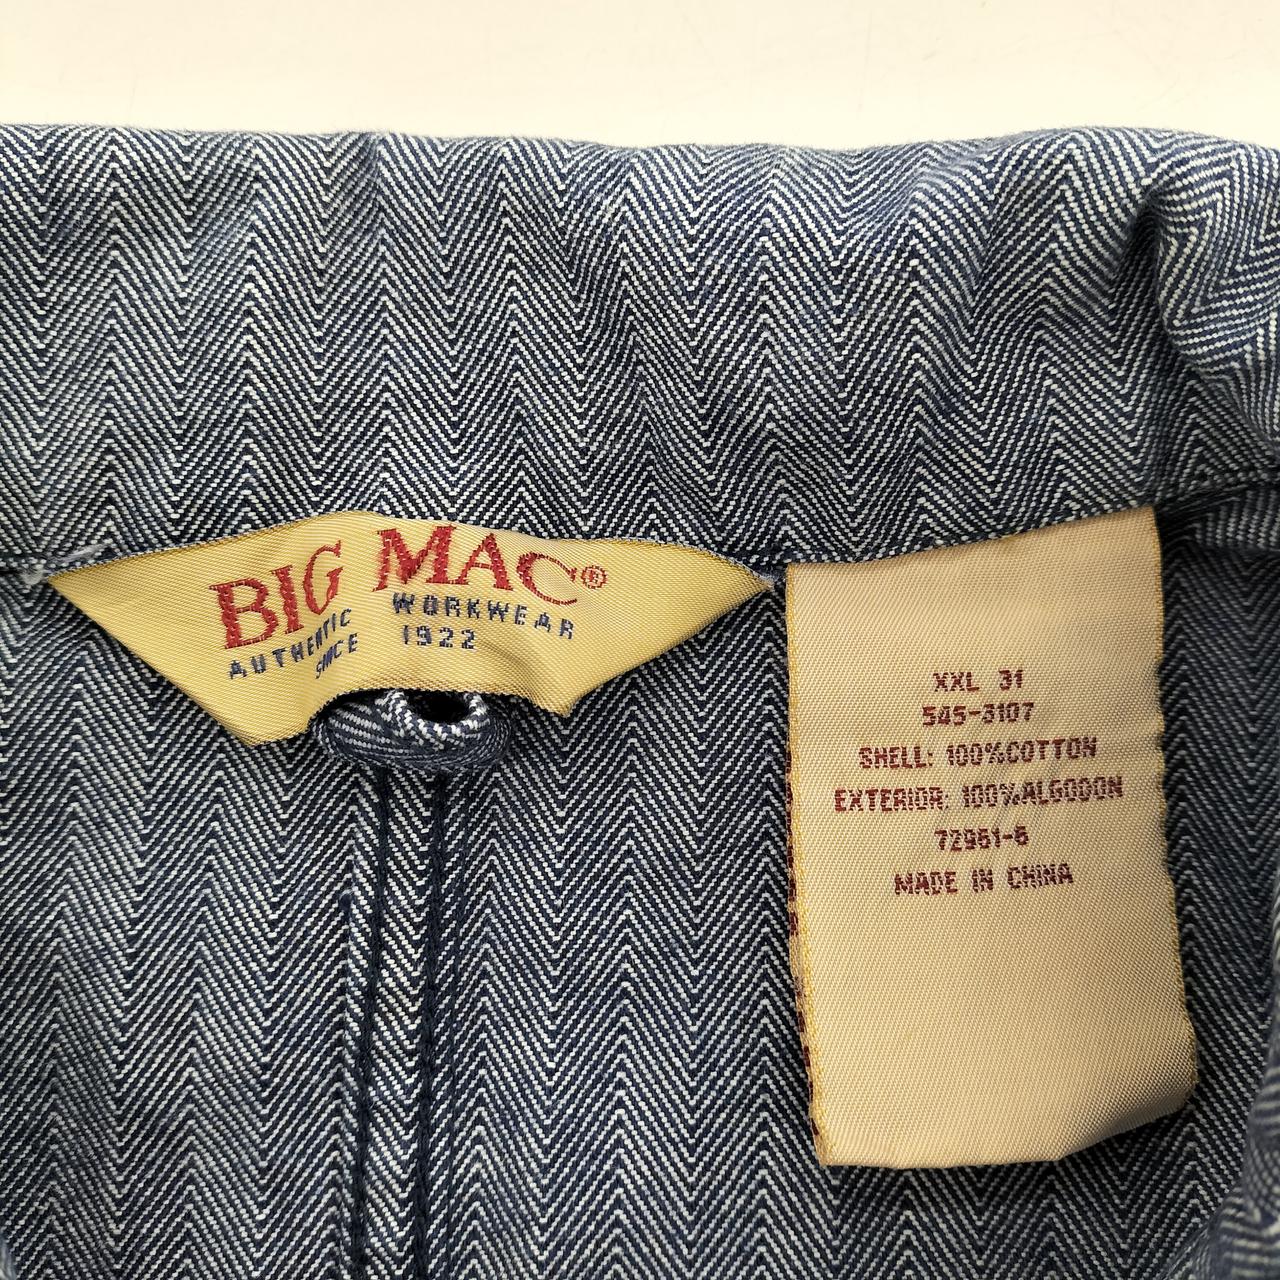 BIG MAC®
AUTHENTIC WORKWEAR
SINCE 1922
XXL 31
545-3107
SHELL: 100%COTTON
EXTERIOR: 100%ALGODON
72961-6
MADE IN CHINA